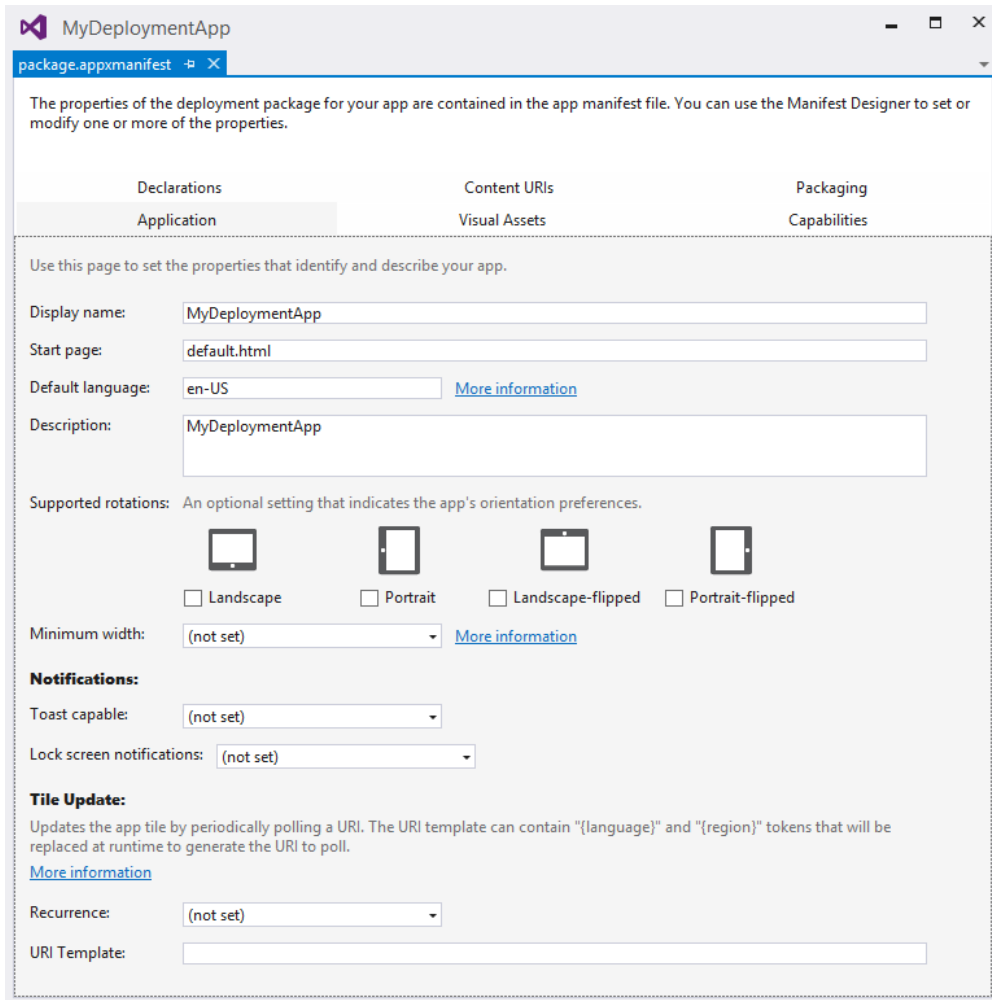 MyDeploymentApp
package.appxmanifest
The properties of the deployment package for your app are contained in the app manifest file. You can use the Manifest Designer to set or
modify one or more of the properties.
Declarations Content URIs Packaging
Application Visual Assets Capabilities
Use this page to set the properties that identify and describe your app.
Display name: MyDeploymentApp
Start page: default.html
Default language: en-US More information
Description: MyDeploymentApp
Supported rotations: An optional setting that indicates the app's orientation preferences.
Landscape Portrait Landscape-flipped Portrait-flipped
Minimum width: (not set) More information
Notifications:
Toast capable: (not set)
Lock screen notifications: (not set)
Tile Update:
Updates the app tile by periodically polling a URI. The URI template can contain "{language}" and "{region}" tokens that will be
replaced at runtime to generate the URI to poll.
More information
Recurrence: (not set)
URI Template: